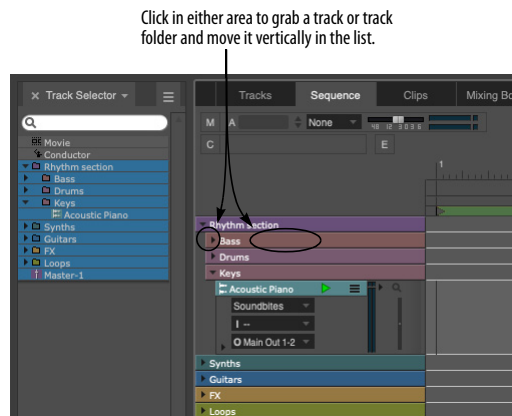 Click in either area to grab a track or track
folder and move it vertically in the list.
× Track Selector
Tracks Sequence Clips Mixing Bo
M A None
C E
1
Movie
Conductor
Rhythm section
Bass
Drums
Keys
Acoustic Piano
Synths
Guitars
FX
Loops
Master-1
Rhythm section
Bass
Drums
Keys
Acoustic Piano
Soundbites
I --
O Main Out 1-2
Synths
Guitars
FX
Loops